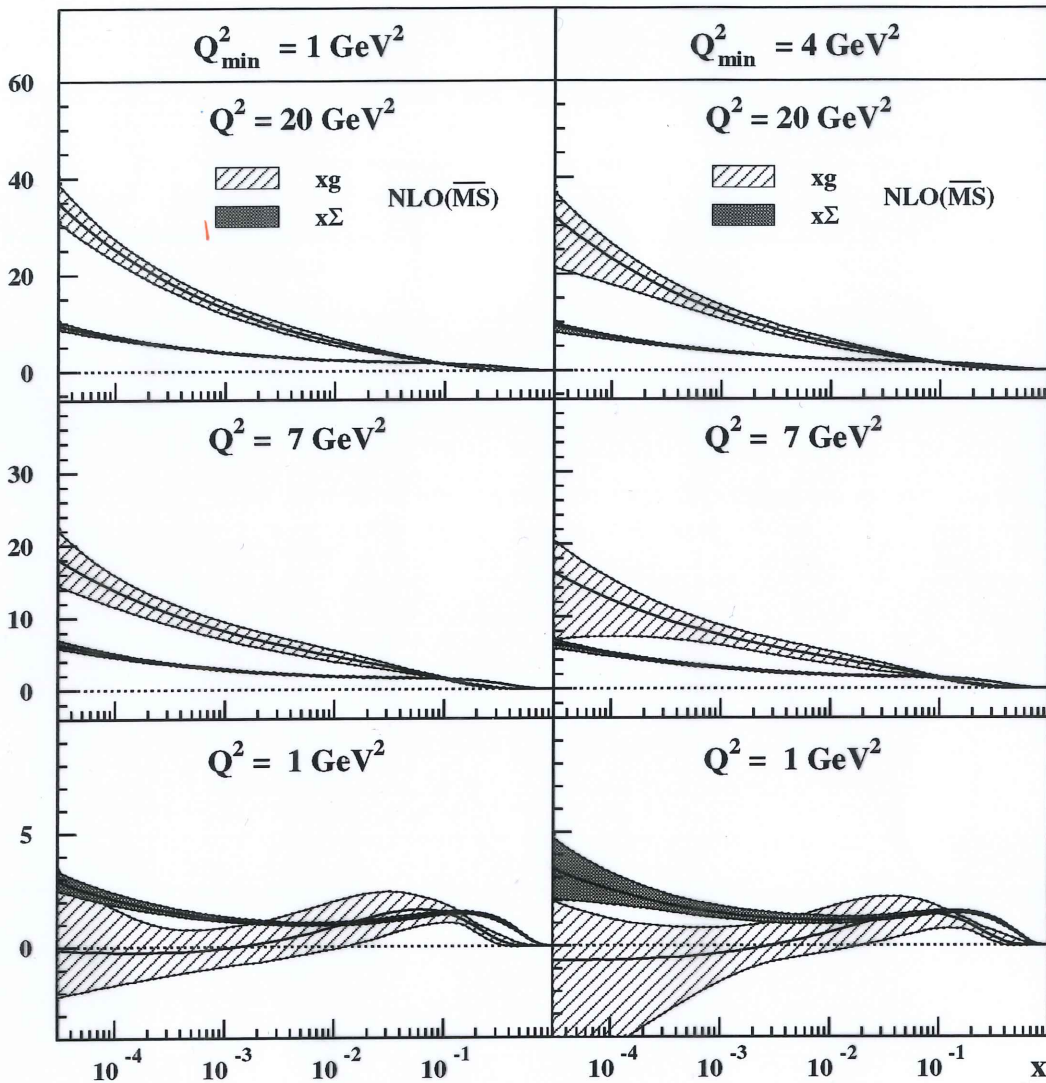 Q²min = 1 GeV²
Q²min = 4 GeV²
60
Q² = 20 GeV²
Q² = 20 GeV²
xg
xΣ
NLO(M̅S̅)
xg
xΣ
NLO(M̅S̅)
40
20
0
Q² = 7 GeV²
Q² = 7 GeV²
30
20
10
0
Q² = 1 GeV²
Q² = 1 GeV²
5
0
10⁻⁴ 10⁻³ 10⁻² 10⁻¹ 10⁻⁴ 10⁻³ 10⁻² 10⁻¹ x